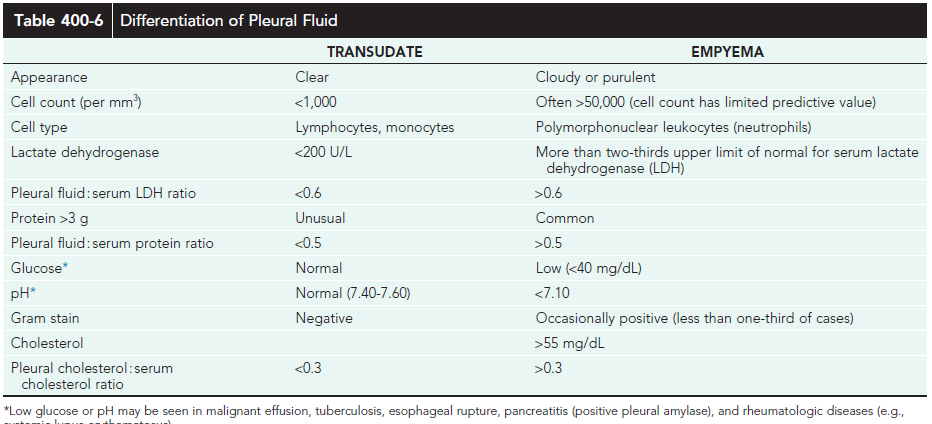 Table 400-6 Differentiation of Pleural Fluid
TRANSUDATE EMPYEMA
Appearance Clear Cloudy or purulent
Cell count (per mm³) <1,000 Often >50,000 (cell count has limited predictive value)
Cell type Lymphocytes, monocytes Polymorphonuclear leukocytes (neutrophils)
Lactate dehydrogenase <200 U/L More than two-thirds upper limit of normal for serum lactate
dehydrogenase (LDH)
Pleural fluid:serum LDH ratio <0.6 >0.6
Protein >3 g Unusual Common
Pleural fluid:serum protein ratio <0.5 >0.5
Glucose* Normal Low (<40 mg/dL)
pH* Normal (7.40-7.60) <7.10
Gram stain Negative Occasionally positive (less than one-third of cases)
Cholesterol >55 mg/dL
Pleural cholesterol:serum <0.3 >0.3
cholesterol ratio
*Low glucose or pH may be seen in malignant effusion, tuberculosis, esophageal rupture, pancreatitis (positive pleural amylase), and rheumatologic diseases (e.g.,